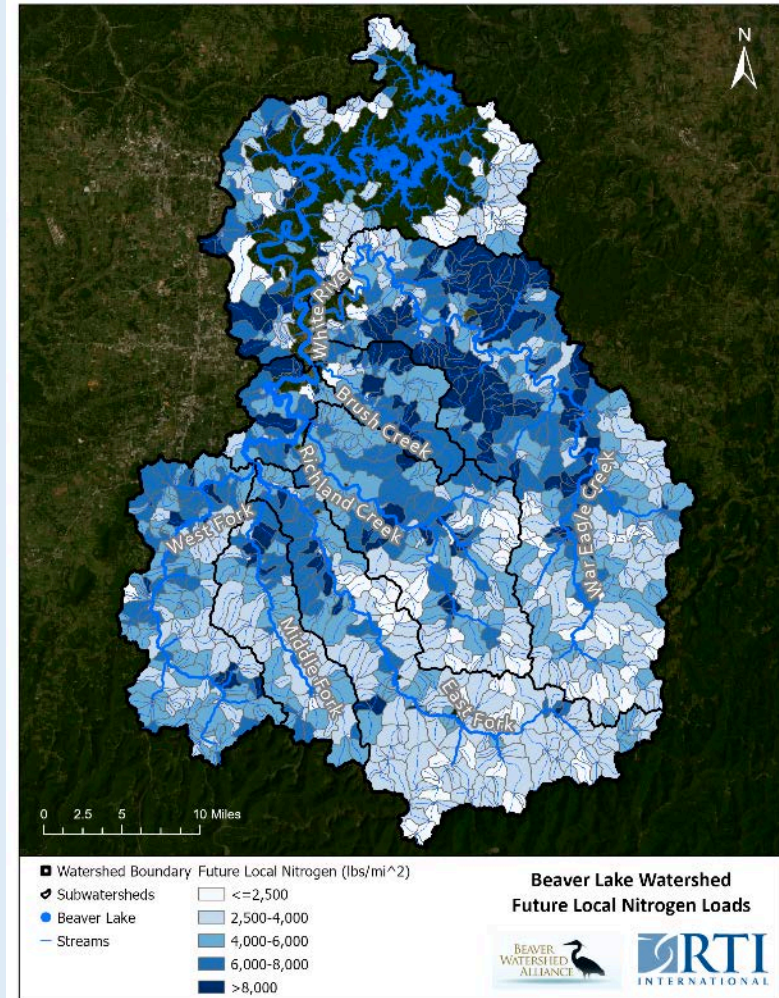 N
White River
Brush Creek
Richland Creek
West Fork
War Eagle Creek
Middle Fork
East Fork
0 2.5 5 10 Miles
Watershed Boundary
Subwatersheds
Beaver Lake
Streams
Future Local Nitrogen (lbs/mi^2)
<=2,500
2,500-4,000
4,000-6,000
6,000-8,000
>8,000
Beaver Lake Watershed
Future Local Nitrogen Loads
BEAVER
WATERSHED
ALLIANCE
RTI
INTERNATIONAL